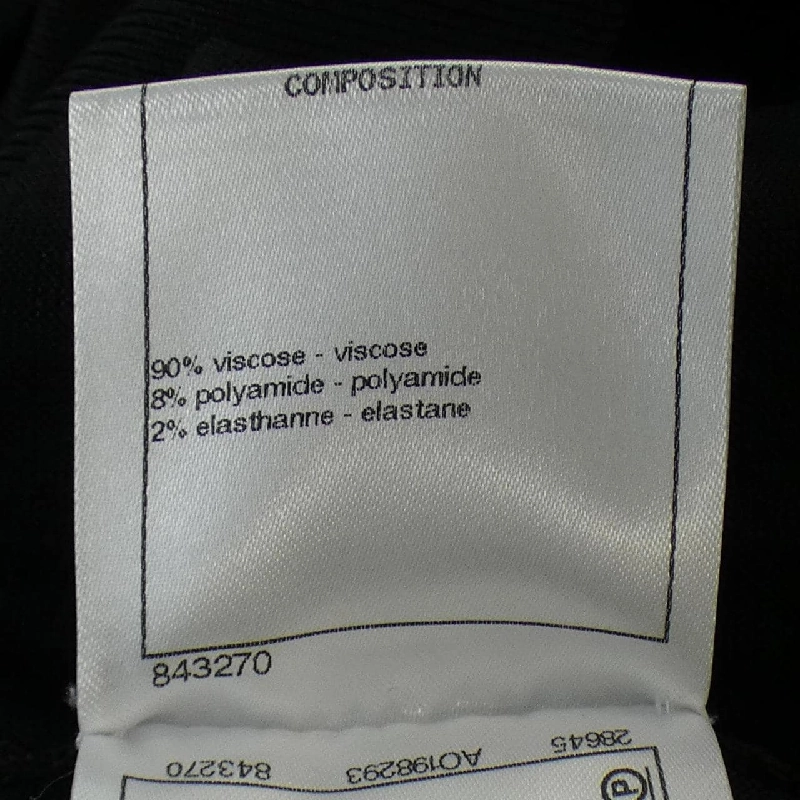 COMPOSITION
90% viscose - viscose
8% polyamide - polyamide
2% elasthanne - elastane
843270
28645 AO198293 843270
P